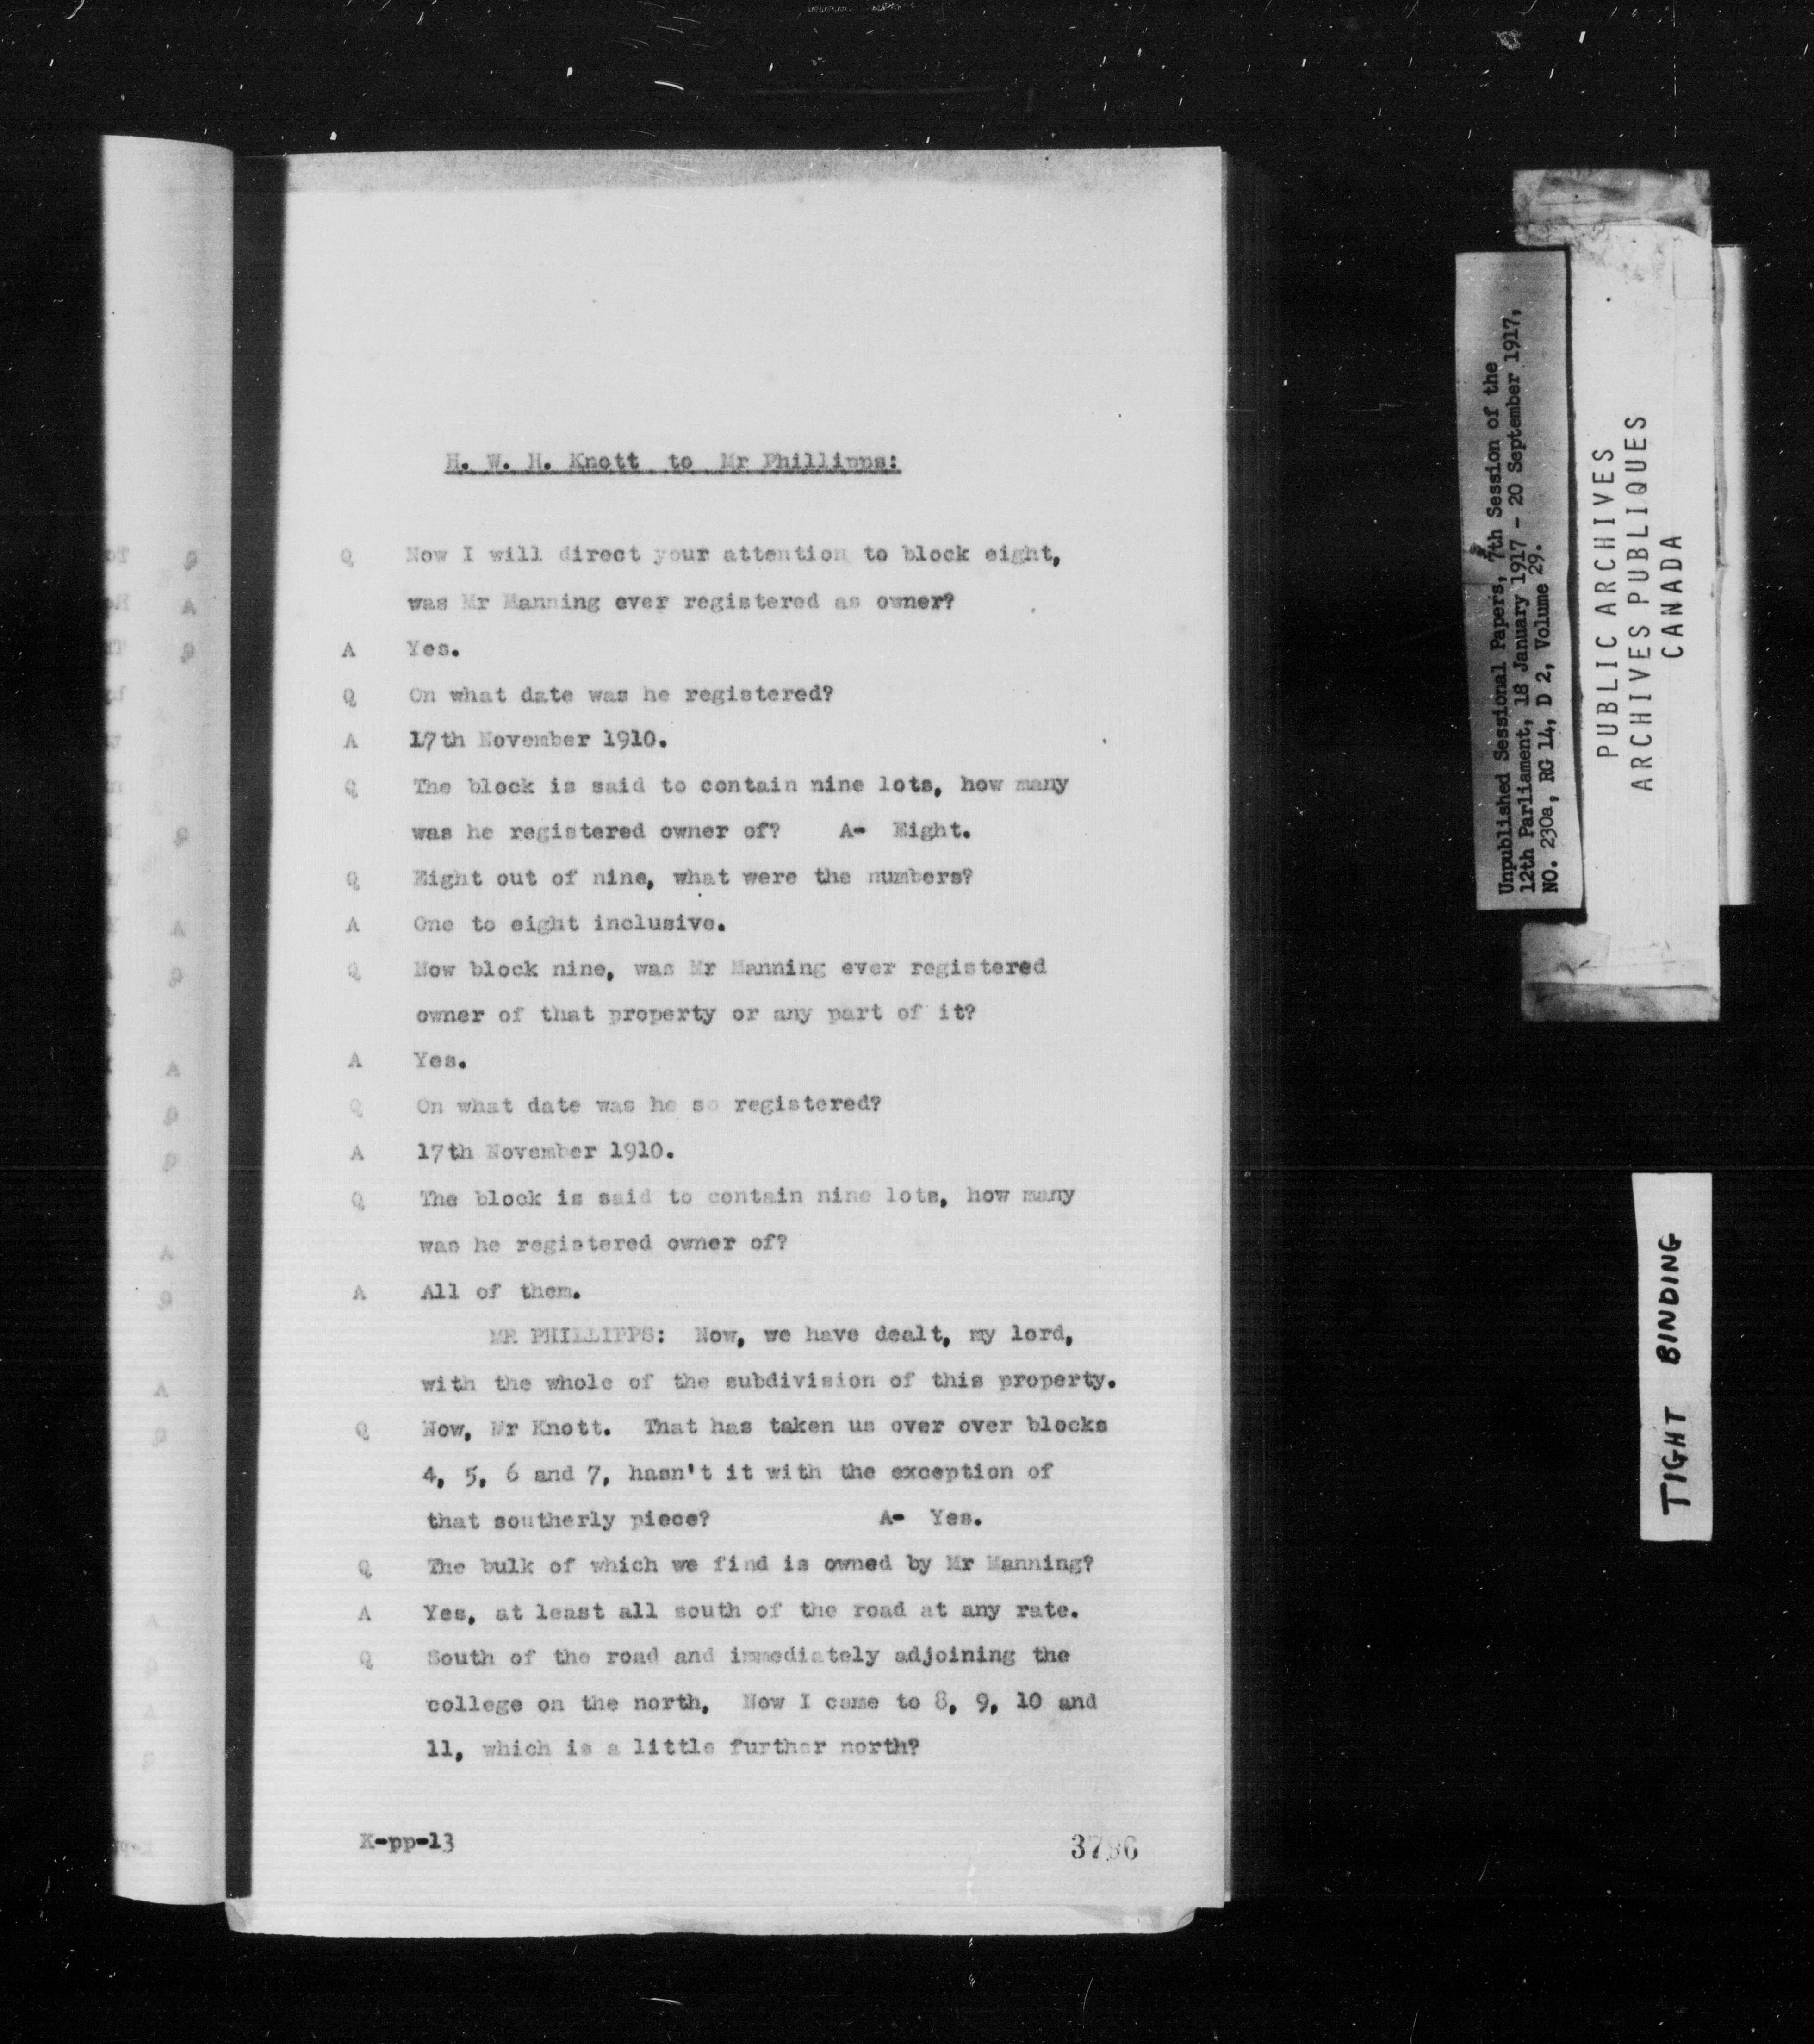 H. W. H. Knott to Mr Phillipps:
Q Now I will direct your attention to block eight,
was Mr Manning ever registered as owner?
A Yes.
Q On what date was he registered?
A 17th November 1910.
Q The block is said to contain nine lots, how many
was he registered owner of? A- Eight.
Q Eight out of nine, what were the numbers?
A One to eight inclusive.
Q Now block nine, was Mr Manning ever registered
owner of that property or any part of it?
A Yes.
Q On what date was he so registered?
A 17th November 1910.
Q The block is said to contain nine lots, how many
was he registered owner of?
A All of them.
MR PHILLIPPS: Now, we have dealt, my lord,
with the whole of the subdivision of this property.
Q Now, Mr Knott. That has taken us over over blocks
4, 5, 6 and 7, hasn't it with the exception of
that southerly piece? A- Yes.
Q The bulk of which we find is owned by Mr Manning?
A Yes, at least all south of the road at any rate.
Q South of the road and immediately adjoining the
college on the north, Now I came to 8, 9, 10 and
11, which is a little further north?
K-pp-13
3796
Unpublished Sessional Papers, 7th Session of the
12th Parliament, 18 January 1917 - 20 September 1917,
NO. 230a, RG 14, D 2, Volume 29.
PUBLIC ARCHIVES
ARCHIVES PUBLIQUES
CANADA
TIGHT BINDING